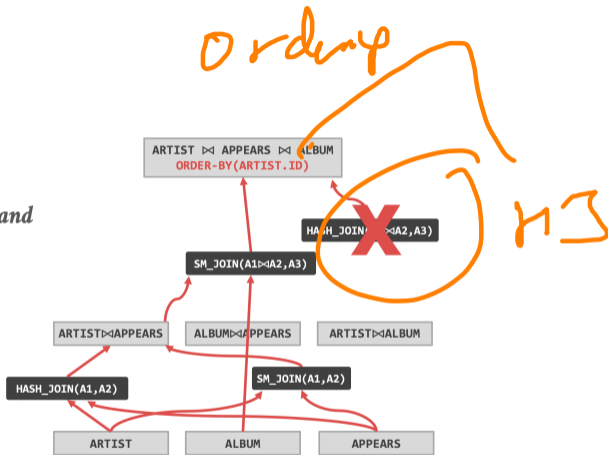 ARTIST ⋈ APPEARS ⋈ ALBUM
ORDER-BY(ARTIST.ID)
and
HASH_JOIN( ⋈A2,A3)
HJ
SM_JOIN(A1⋈A2,A3)
ARTIST⋈APPEARS
ALBUM⋈APPEARS
ARTIST⋈ALBUM
HASH_JOIN(A1,A2)
SM_JOIN(A1,A2)
ARTIST
ALBUM
APPEARS